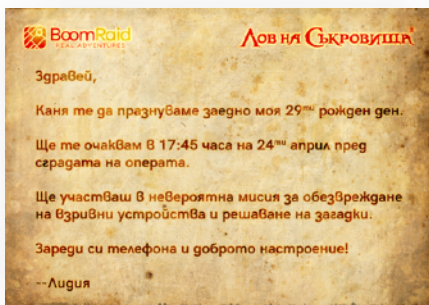 BoomRaid
REAL ADVENTURES
Лов на Съкровища
Здравей,
Каня те да празнуваме заедно моя 29ти рожден ден.
Ще те очаквам в 17:45 часа на 24ти април пред
сградата на операта.
Ще участваш в невероятна мисия за обезвреждане
на взривни устройства и решаване на загадки.
Зареди си телефона и доброто настроение!
--Лидия